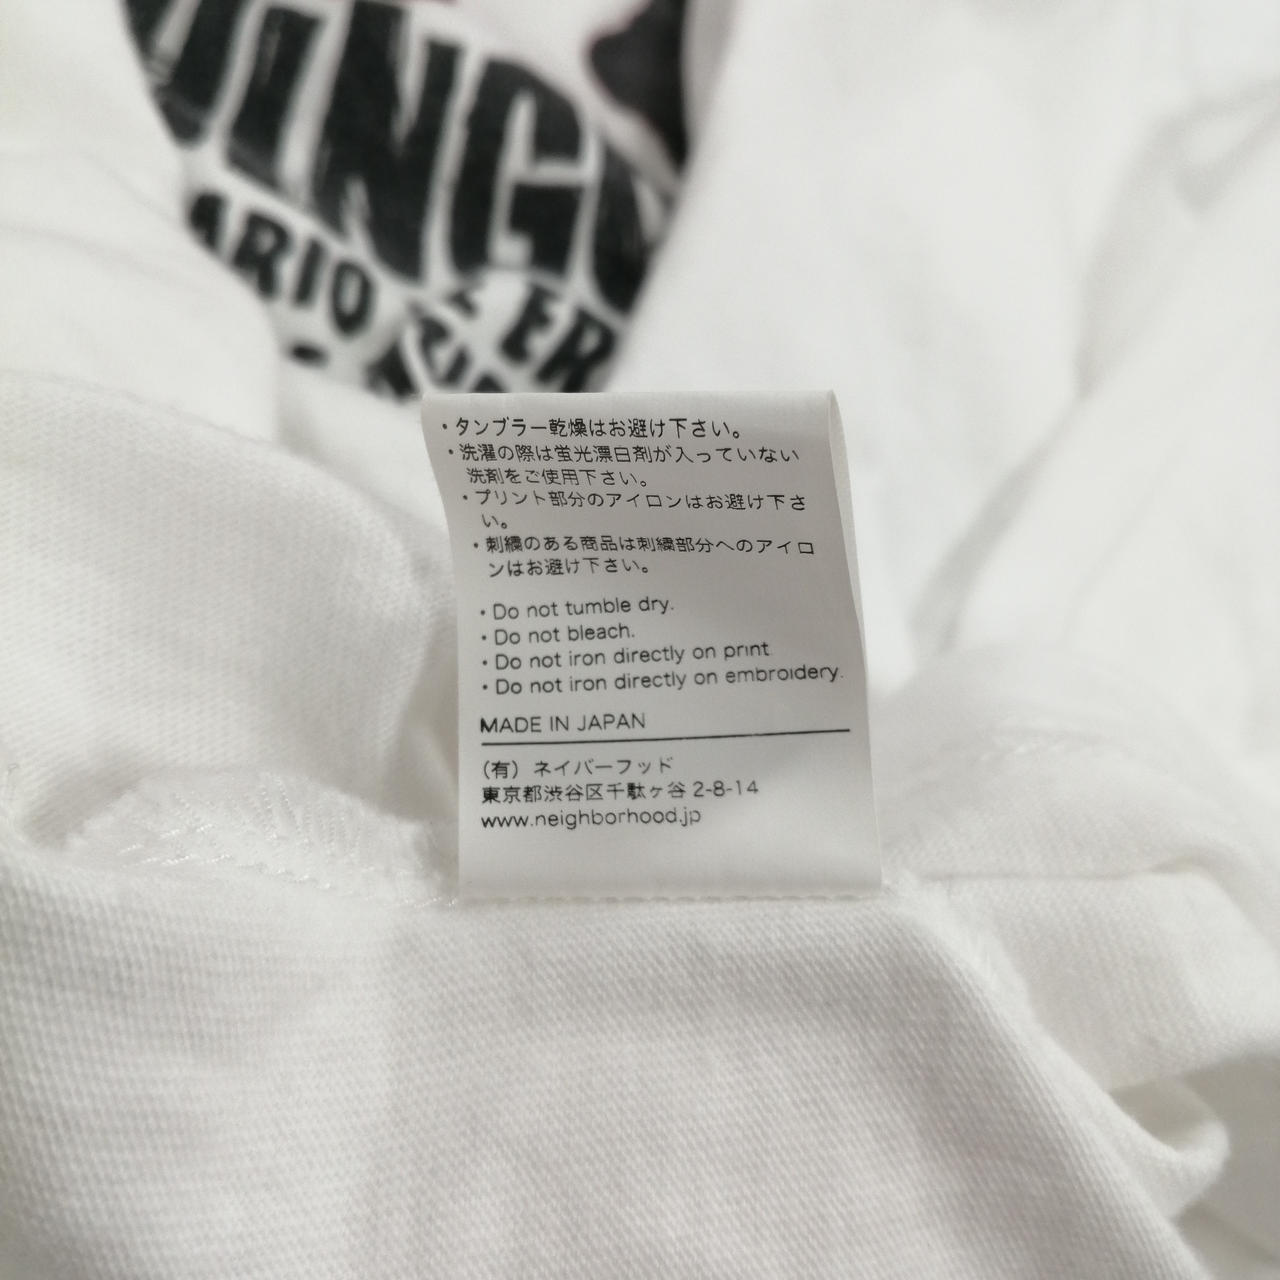 ・タンブラー乾燥はお避け下さい。
・洗濯の際は蛍光漂白剤が入っていない
洗剤をご使用下さい。
・プリント部分のアイロンはお避け下さ
い。
・刺繍のある商品は刺繍部分へのアイロ
ンはお避け下さい。
・Do not tumble dry.
・Do not bleach.
・Do not iron directly on print.
・Do not iron directly on embroidery.
MADE IN JAPAN
（有）ネイバーフッド
東京都渋谷区千駄ヶ谷 2-8-14
www.neighborhood.jp